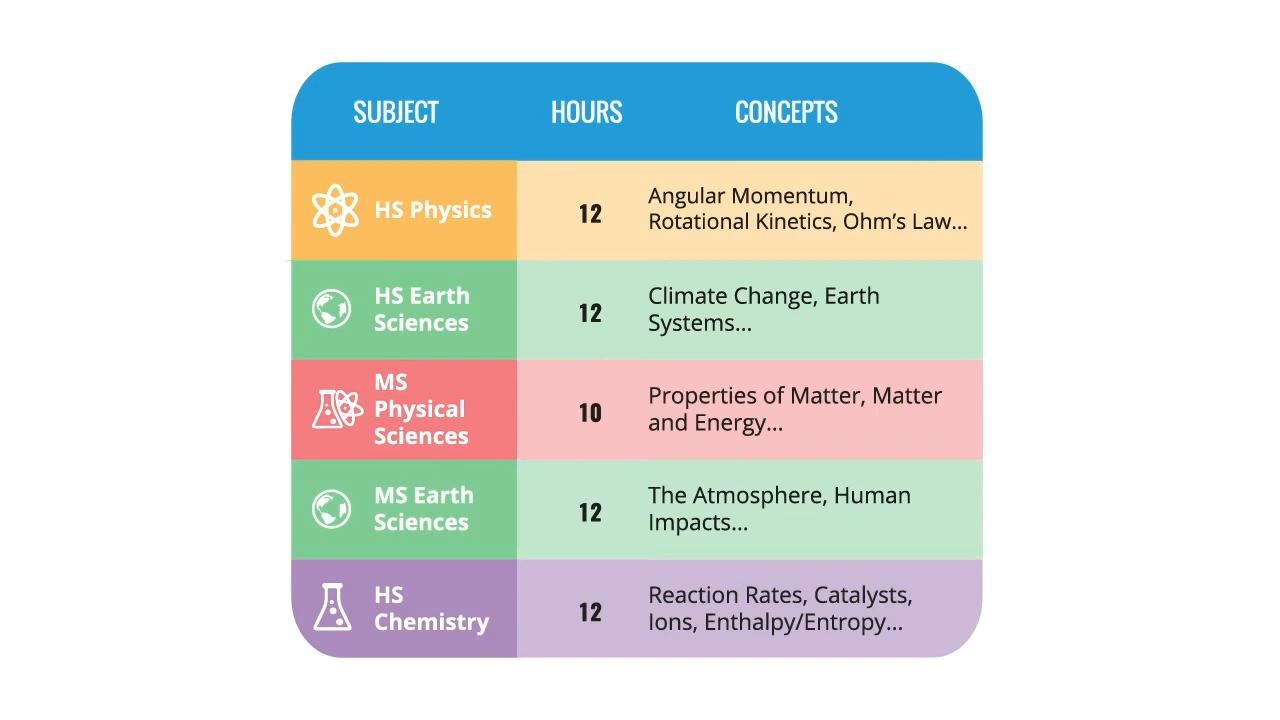 SUBJECT HOURS CONCEPTS
HS Physics 12 Angular Momentum,
Rotational Kinetics, Ohm’s Law...
HS Earth
Sciences
12
Climate Change, Earth
Systems...
MS
Physical
Sciences
10
Properties of Matter, Matter
and Energy...
MS Earth
Sciences
12
The Atmosphere, Human
Impacts...
HS
Chemistry
12
Reaction Rates, Catalysts,
Ions, Enthalpy/Entropy...